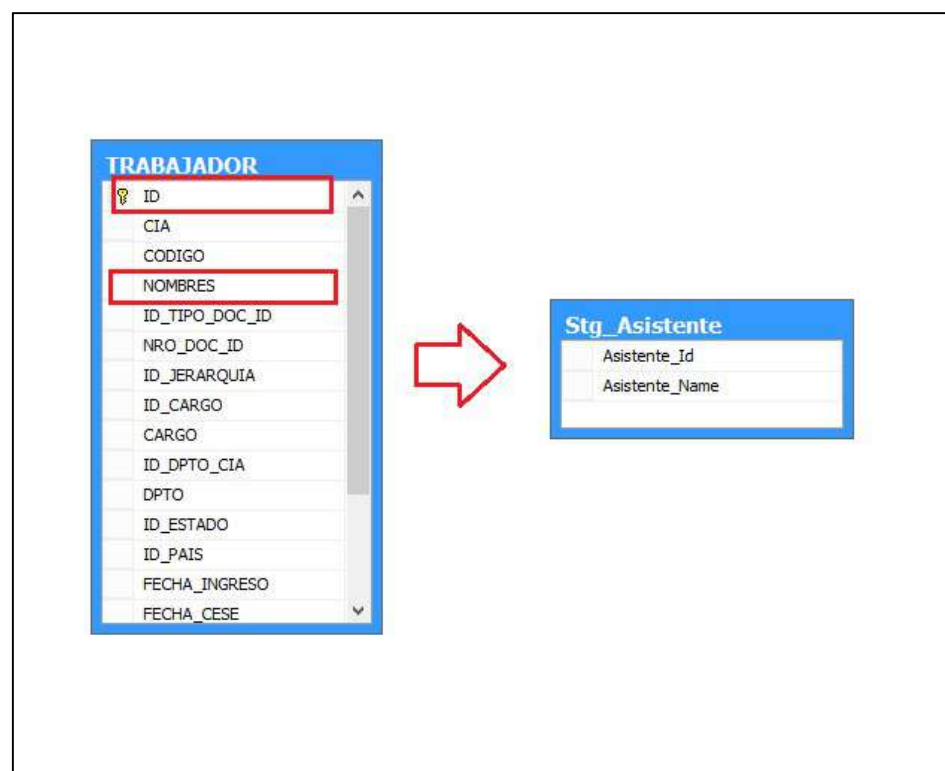 TRABAJADOR
ID
CIA
CODIGO
NOMBRES
ID_TIPO_DOC_ID
NRO_DOC_ID
ID_JERARQUIA
ID_CARGO
CARGO
ID_DPTO_CIA
DPTO
ID_ESTADO
ID_PAIS
FECHA_INGRESO
FECHA_CESE
Stg_Asistente
Asistente_Id
Asistente_Name